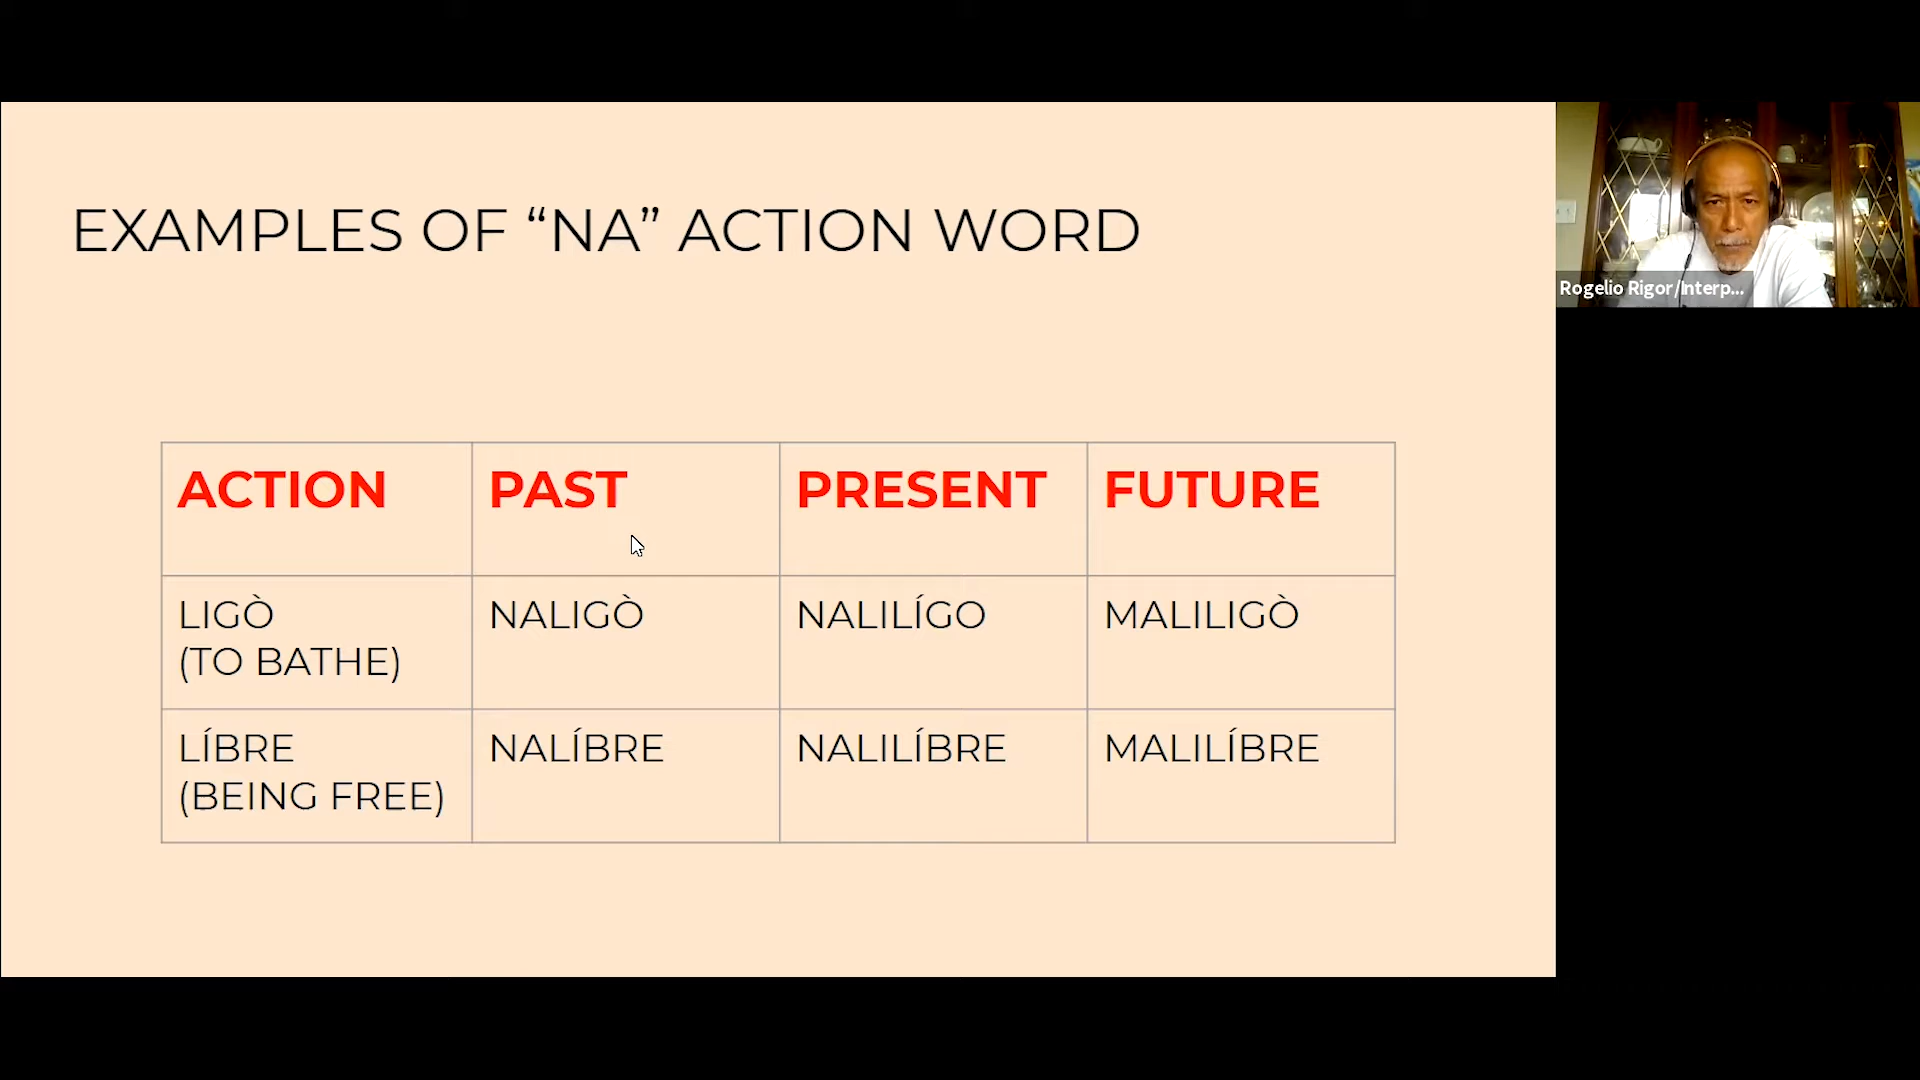 EXAMPLES OF “NA” ACTION WORD
ACTION PAST PRESENT FUTURE
LIGÒ NALIGÒ NALILÍGO MALILIGÒ
(TO BATHE)
LÍBRE NALÍBRE NALILÍBRE MALILÍBRE
(BEING FREE)
Rogelio Rigor/Interp...